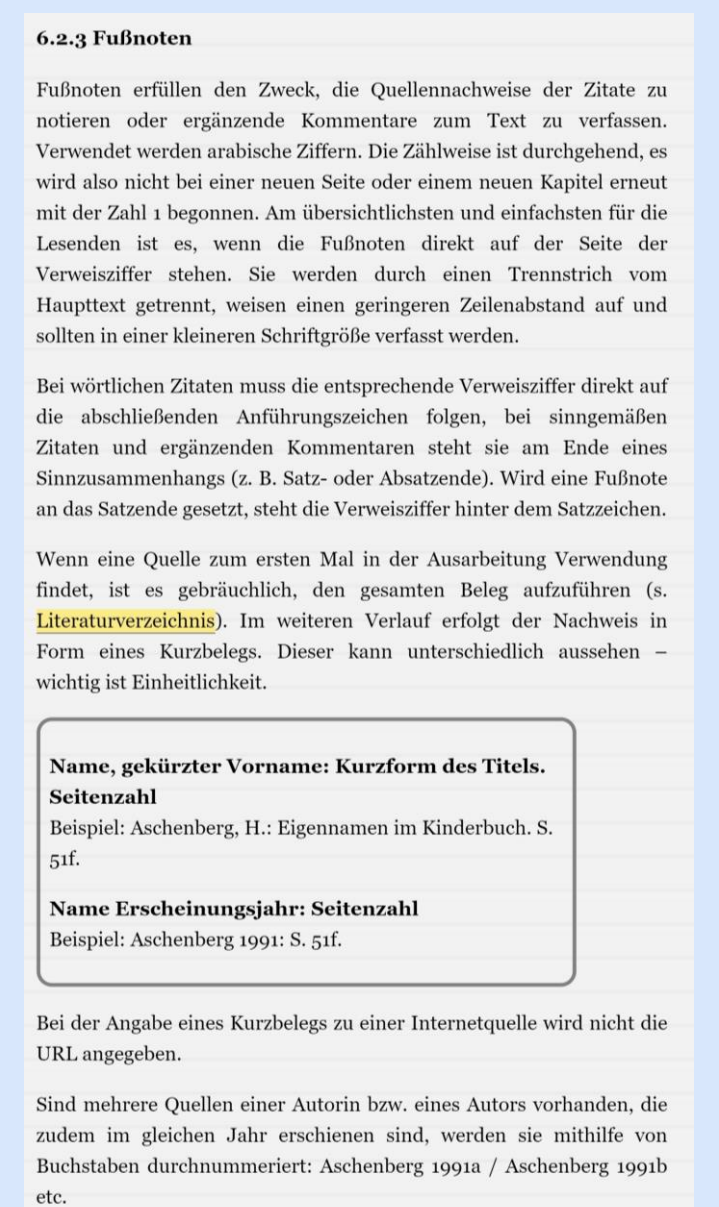 6.2.3 Fußnoten
Fußnoten erfüllen den Zweck, die Quellennachweise der Zitate zu
notieren oder ergänzende Kommentare zum Text zu verfassen.
Verwendet werden arabische Ziffern. Die Zählweise ist durchgehend, es
wird also nicht bei einer neuen Seite oder einem neuen Kapitel erneut
mit der Zahl 1 begonnen. Am übersichtlichsten und einfachsten für die
Lesenden ist es, wenn die Fußnoten direkt auf der Seite der
Verweisziffer stehen. Sie werden durch einen Trennstrich vom
Haupttext getrennt, weisen einen geringeren Zeilenabstand auf und
sollten in einer kleineren Schriftgröße verfasst werden.
Bei wörtlichen Zitaten muss die entsprechende Verweisziffer direkt auf
die abschließenden Anführungszeichen folgen, bei sinngemäßen
Zitaten und ergänzenden Kommentaren steht sie am Ende eines
Sinnzusammenhangs (z. B. Satz- oder Absatzende). Wird eine Fußnote
an das Satzende gesetzt, steht die Verweisziffer hinter dem Satzzeichen.
Wenn eine Quelle zum ersten Mal in der Ausarbeitung Verwendung
findet, ist es gebräuchlich, den gesamten Beleg aufzuführen (s.
Literaturverzeichnis). Im weiteren Verlauf erfolgt der Nachweis in
Form eines Kurzbelegs. Dieser kann unterschiedlich aussehen –
wichtig ist Einheitlichkeit.
Name, gekürzter Vorname: Kurzform des Titels.
Seitenzahl
Beispiel: Aschenberg, H.: Eigennamen im Kinderbuch. S.
51f.
Name Erscheinungsjahr: Seitenzahl
Beispiel: Aschenberg 1991: S. 51f.
Bei der Angabe eines Kurzbelegs zu einer Internetquelle wird nicht die
URL angegeben.
Sind mehrere Quellen einer Autorin bzw. eines Autors vorhanden, die
zudem im gleichen Jahr erschienen sind, werden sie mithilfe von
Buchstaben durchnummeriert: Aschenberg 1991a / Aschenberg 1991b
etc.